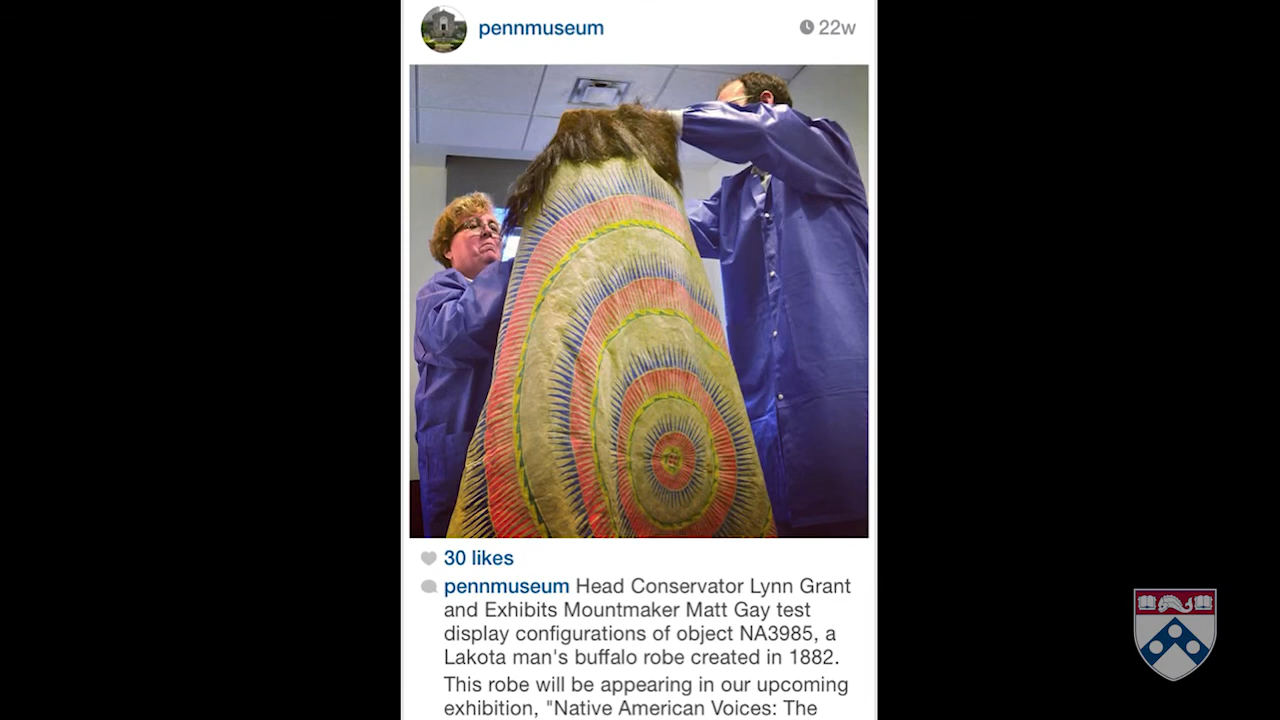 pennmuseum
22w
30 likes
pennmuseum Head Conservator Lynn Grant
and Exhibits Mountmaker Matt Gay test
display configurations of object NA3985, a
Lakota man's buffalo robe created in 1882.
This robe will be appearing in our upcoming
exhibition, "Native American Voices: The